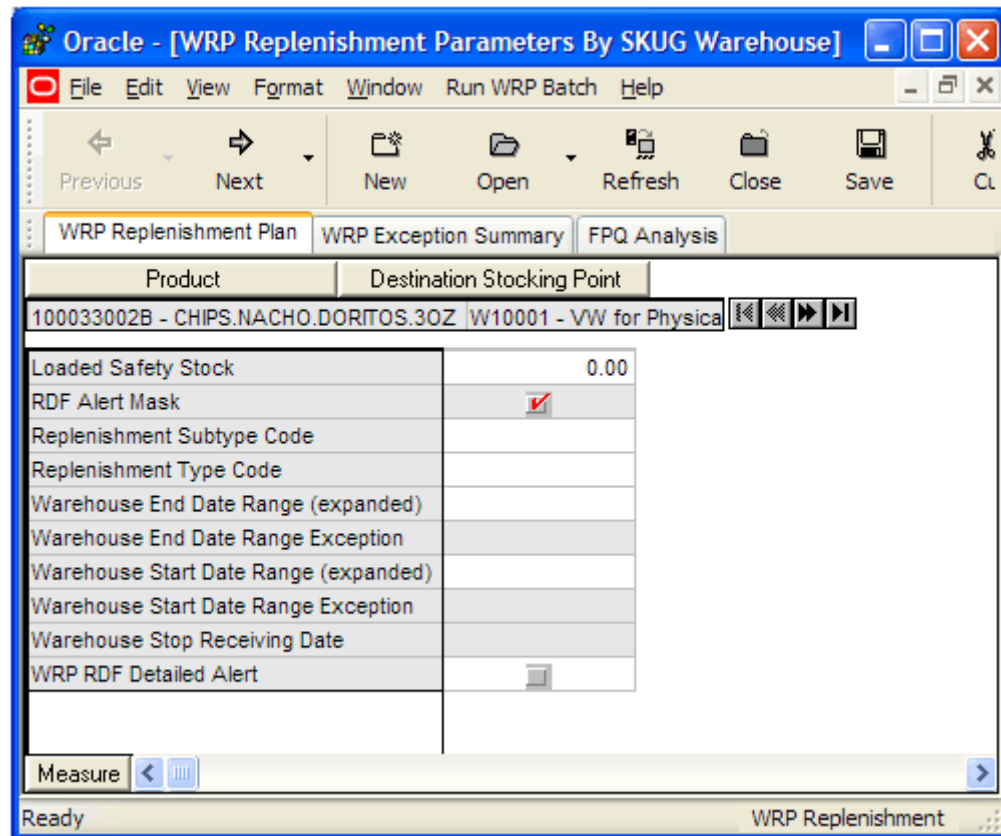 Oracle - [WRP Replenishment Parameters By SKUG Warehouse]
File Edit View Format Window Run WRP Batch Help
Previous Next New Open Refresh Close Save
WRP Replenishment Plan WRP Exception Summary FPQ Analysis
Product Destination Stocking Point
100033002B - CHIPS.NACHO.DORITOS.3OZ W10001 - VW for Physica
Loaded Safety Stock 0.00
RDF Alert Mask
Replenishment Subtype Code
Replenishment Type Code
Warehouse End Date Range (expanded)
Warehouse End Date Range Exception
Warehouse Start Date Range (expanded)
Warehouse Start Date Range Exception
Warehouse Stop Receiving Date
WRP RDF Detailed Alert
Measure
Ready WRP Replenishment